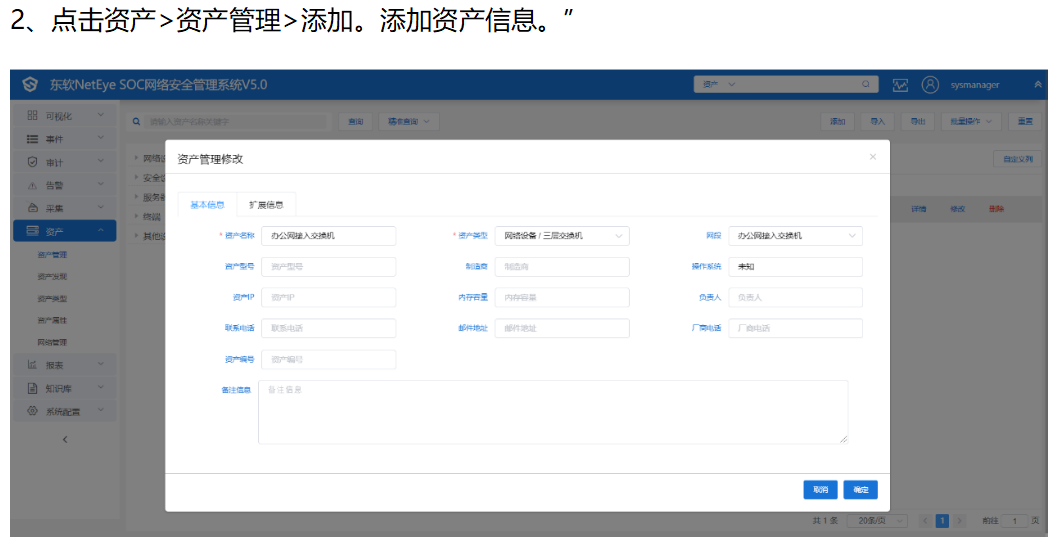 2、点击资产>资产管理>添加。添加资产信息。”
东软NetEye SOC网络安全管理系统V5.0
资产
sysmanager
可视化
请输入资产名称关键字
查询
精准查询
添加
导入
导出
批量操作
重置
事件
审计
告警
采集
资产
资产管理
资产发现
资产类型
资产属性
网络管理
报表
知识库
系统配置
网络设
安全设
服务器
终端
其他设
自定义列
详情
修改
删除
资产管理修改
基本信息
扩展信息
* 资产名称 办公网接入交换机
* 资产类型 网络设备 / 三层交换机
网段 办公网接入交换机
资产型号 资产型号
制造商 制造商
操作系统 未知
资产IP 资产IP
内存容量 内存容量
负责人 负责人
联系电话 联系电话
邮件地址 邮件地址
厂商电话 厂商电话
资产编号 资产编号
备注信息 备注信息
取消
确定
共 1 条
20条/页
1
前往 1 页